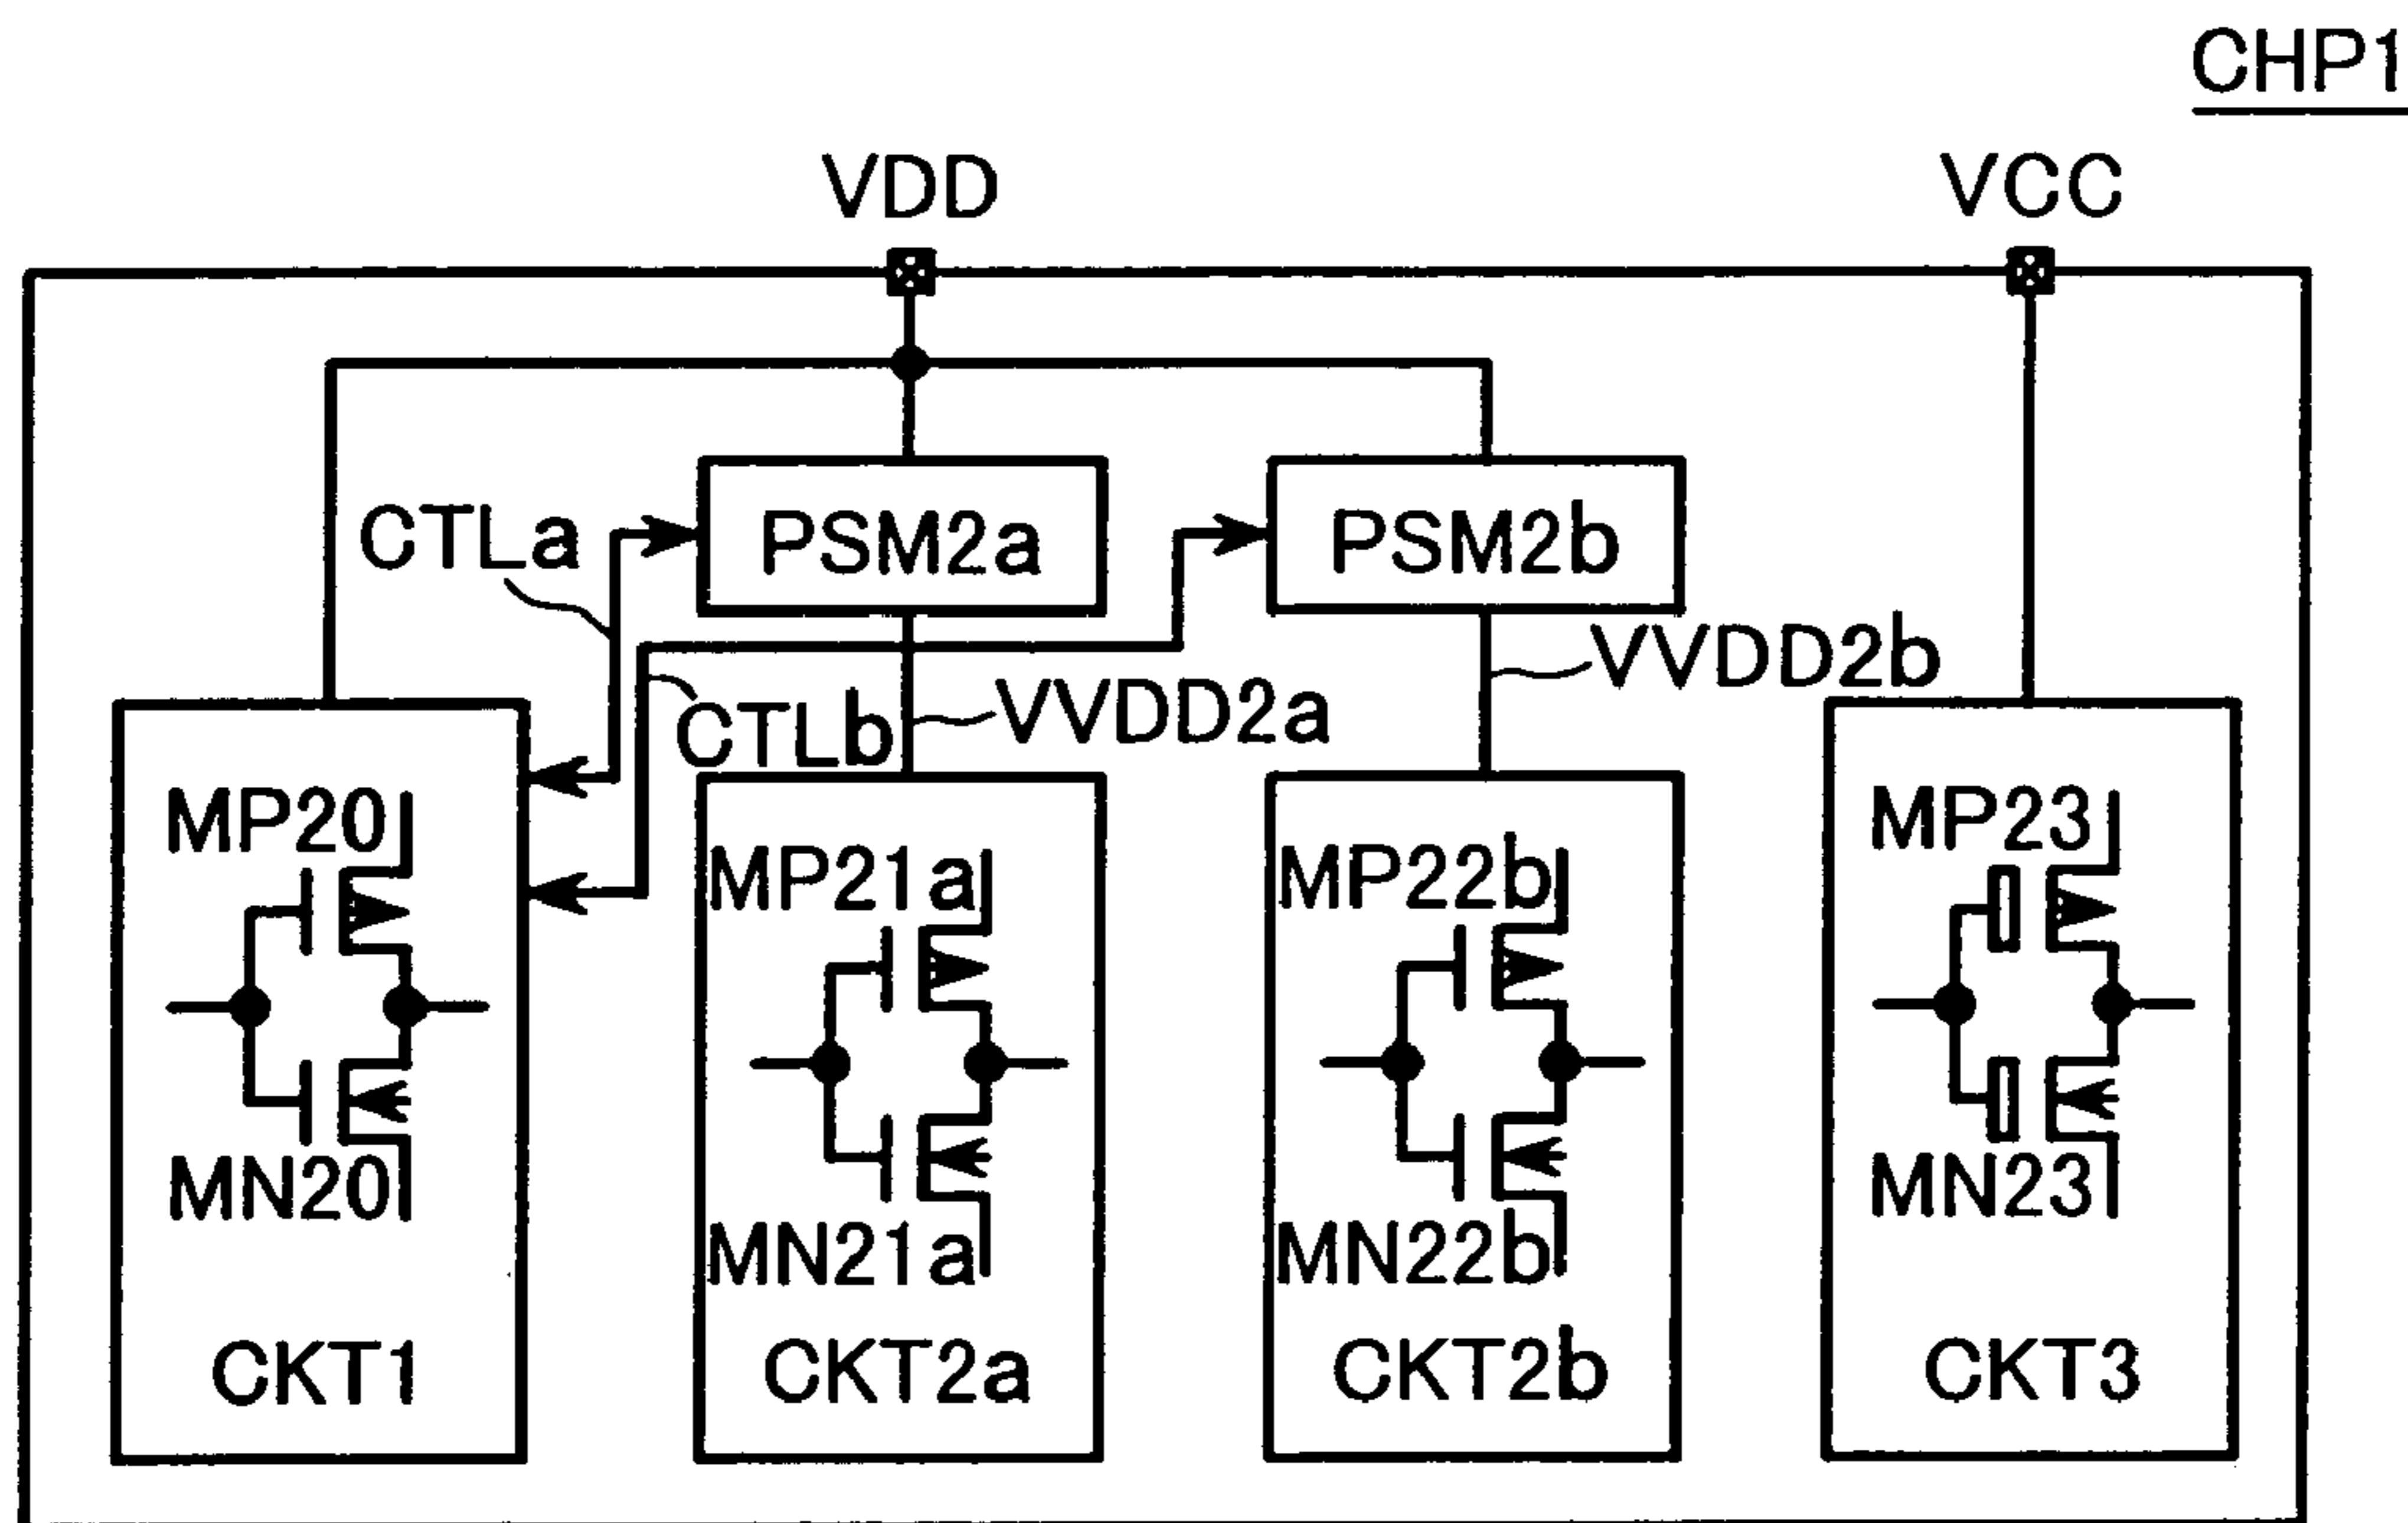 CHP1
VDD
VCC
CTLa
PSM2a
PSM2b
VVDD2b
VVDD2a
CTLb
MP20
MP21a
MP22b
MP23
MN20
MN21a
MN22b
MN23
CKT1
CKT2a
CKT2b
CKT3